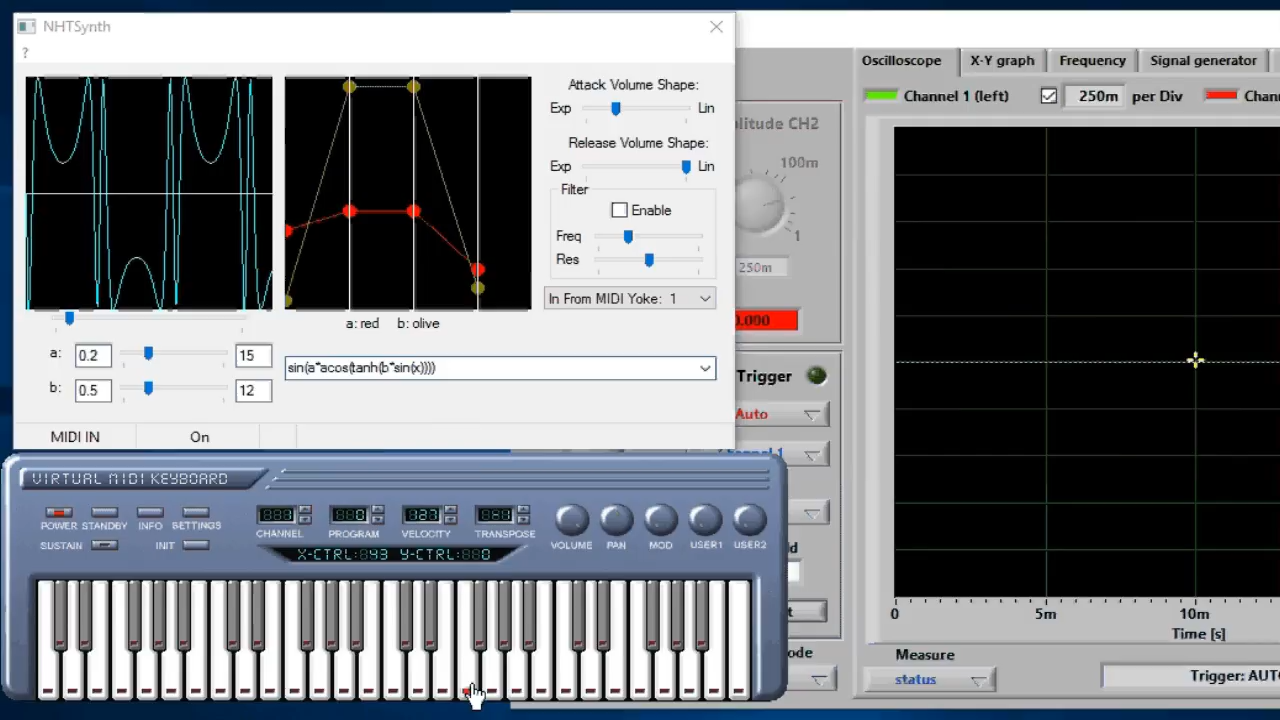 NHTSynth
?
Attack Volume Shape:
Exp Lin
Release Volume Shape:
Exp Lin
Filter
Enable
Freq
Res
In From MIDI Yoke: 1
a: red b: olive
a: 0.2 15
b: 0.5 12
sin(a*acos(tanh(b*sin(x))))
MIDI IN On
VIRTUAL MIDI KEYBOARD
POWER STANDBY INFO SETTINGS
SUSTAIN INIT
CHANNEL PROGRAM VELOCITY TRANSPOSE
VOLUME PAN MOD USER1 USER2
Oscilloscope X-Y graph Frequency Signal generator
Channel 1 (left) 250m per Div
CH2
100m
1
250m
Trigger
Auto
0 5m 10m
Time [s]
Measure
status